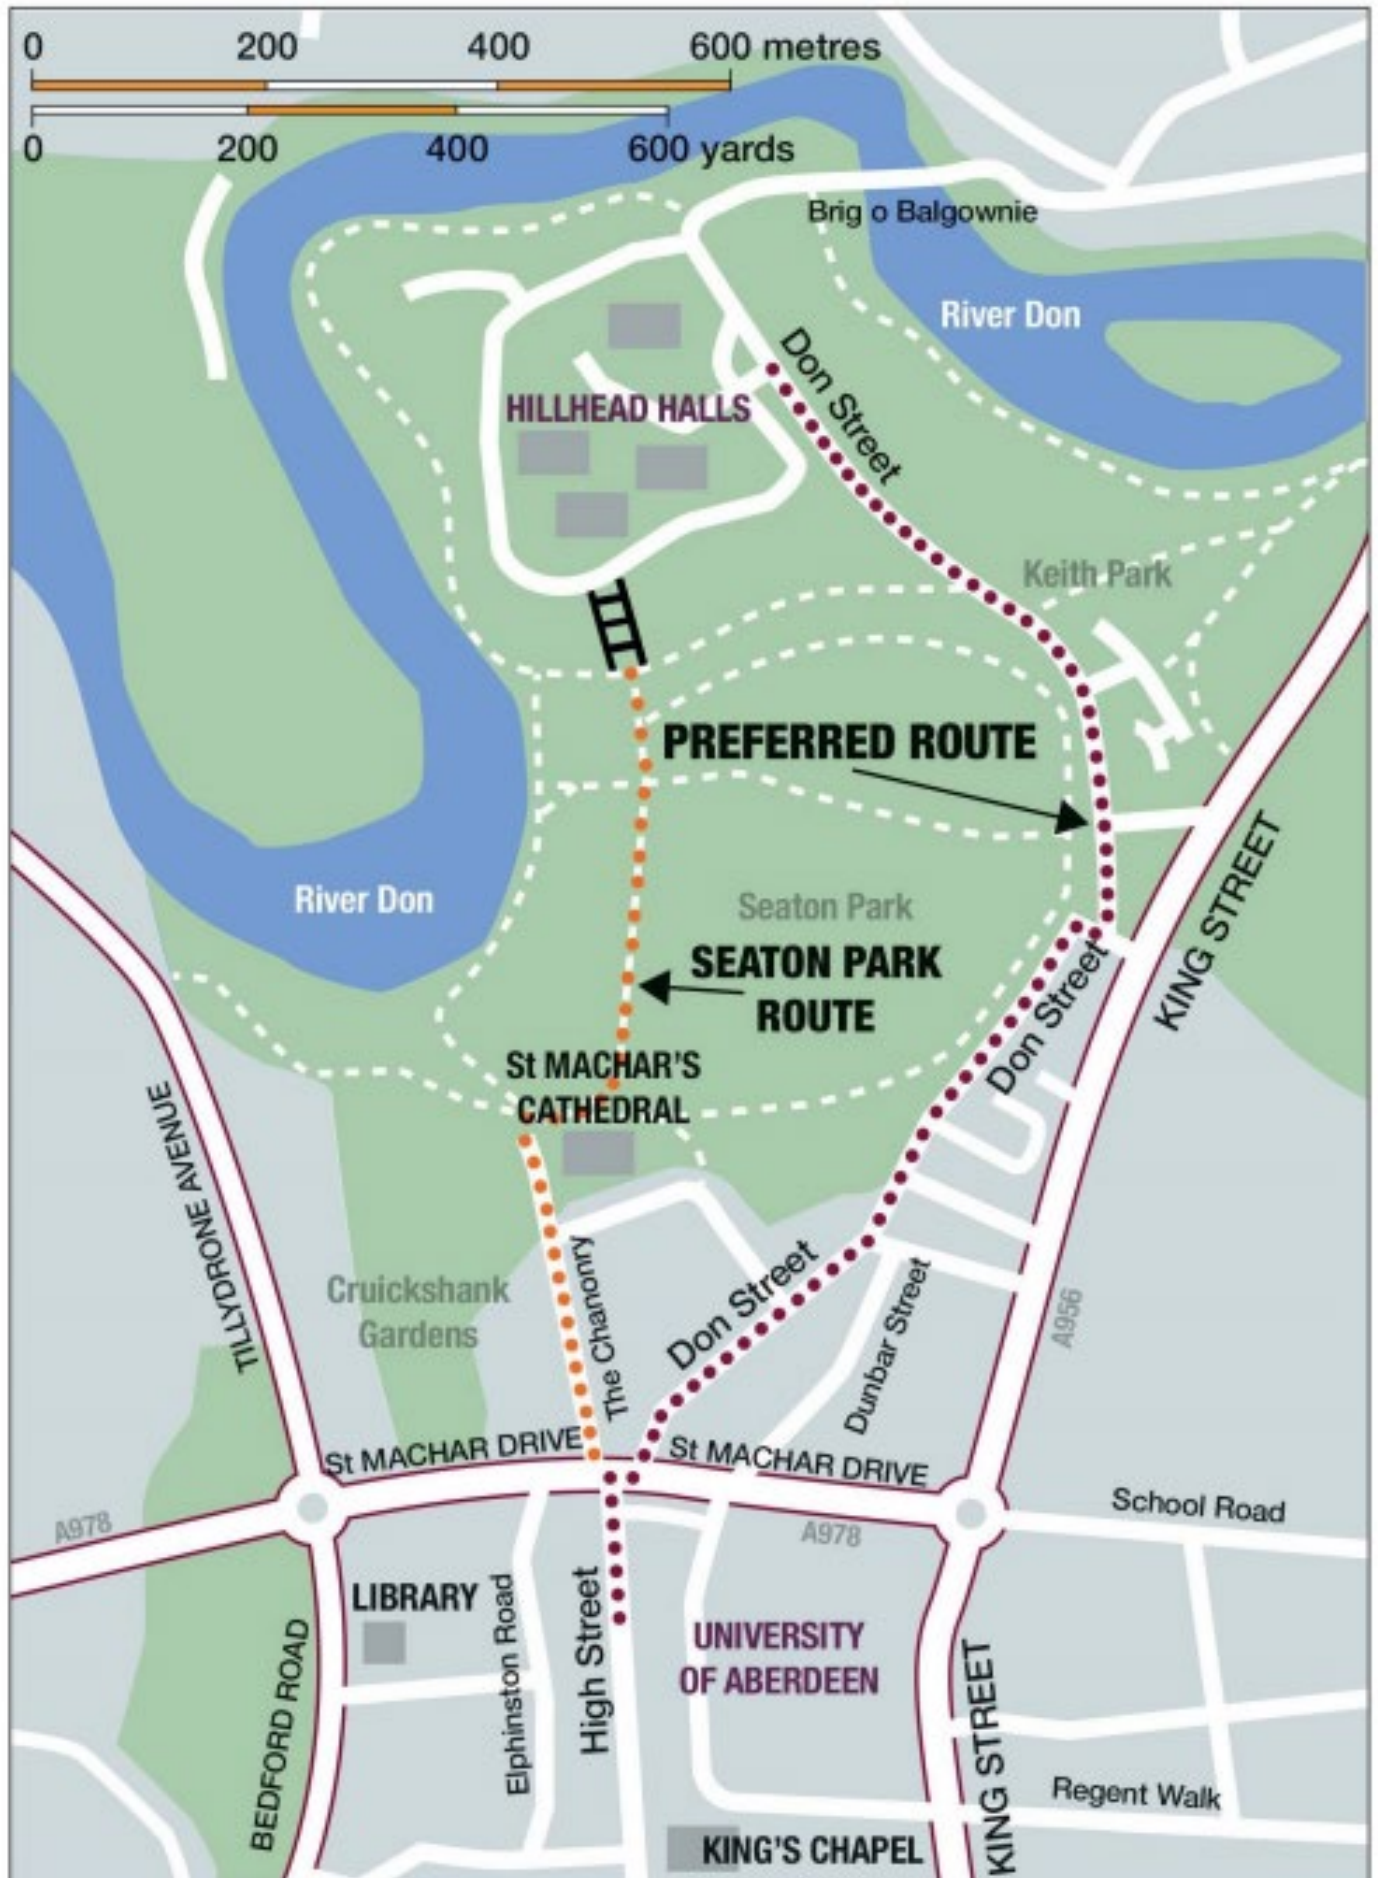 0 200 400 600 metres
0 200 400 600 yards
Brig o Balgownie
River Don
Don Street
HILLHEAD HALLS
Keith Park
PREFERRED ROUTE
KING STREET
River Don
Seaton Park
SEATON PARK
ROUTE
Don Street
St MACHAR'S
CATHEDRAL
TILLYDRONE AVENUE
Cruickshank
Gardens
The Chanonry
Don Street
Dunbar Street
A956
St MACHAR DRIVE
St MACHAR DRIVE
A978
A978
School Road
LIBRARY
Elphinston Road
High Street
UNIVERSITY
OF ABERDEEN
BEDFORD ROAD
KING STREET
Regent Walk
KING'S CHAPEL